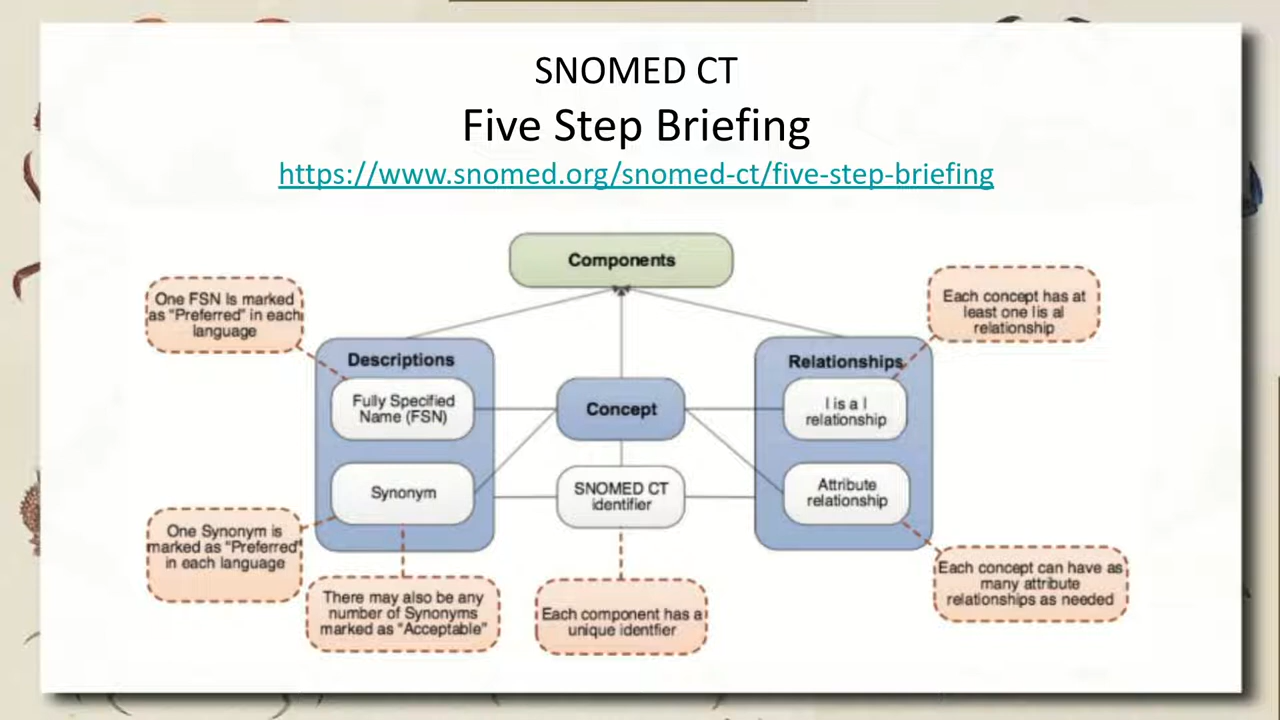 SNOMED CT
Five Step Briefing
https://www.snomed.org/snomed-ct/five-step-briefing
Components
One FSN is marked
as "Preferred" in each
language
Each concept has at
least one |is a|
relationship
Descriptions
Relationships
Fully Specified
Name (FSN)
Concept
| is a |
relationship
Synonym
SNOMED CT
identifier
Attribute
relationship
One Synonym is
marked as "Preferred"
in each language
There may also be any
number of Synonyms
marked as "Acceptable"
Each component has a
unique identfier
Each concept can have as
many attribute
relationships as needed